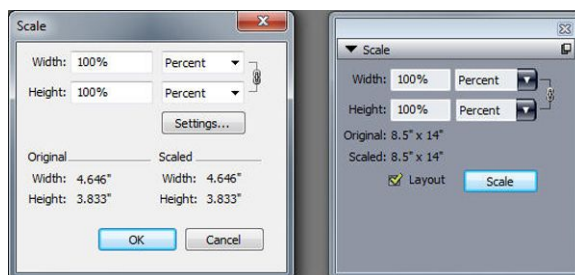 Scale
Width: 100% Percent
Height: 100% Percent
Settings...
Original Scaled
Width: 4.646" Width: 4.646"
Height: 3.833" Height: 3.833"
OK Cancel
Scale
Width: 100% Percent
Height: 100% Percent
Original: 8.5" x 14"
Scaled: 8.5" x 14"
Layout Scale